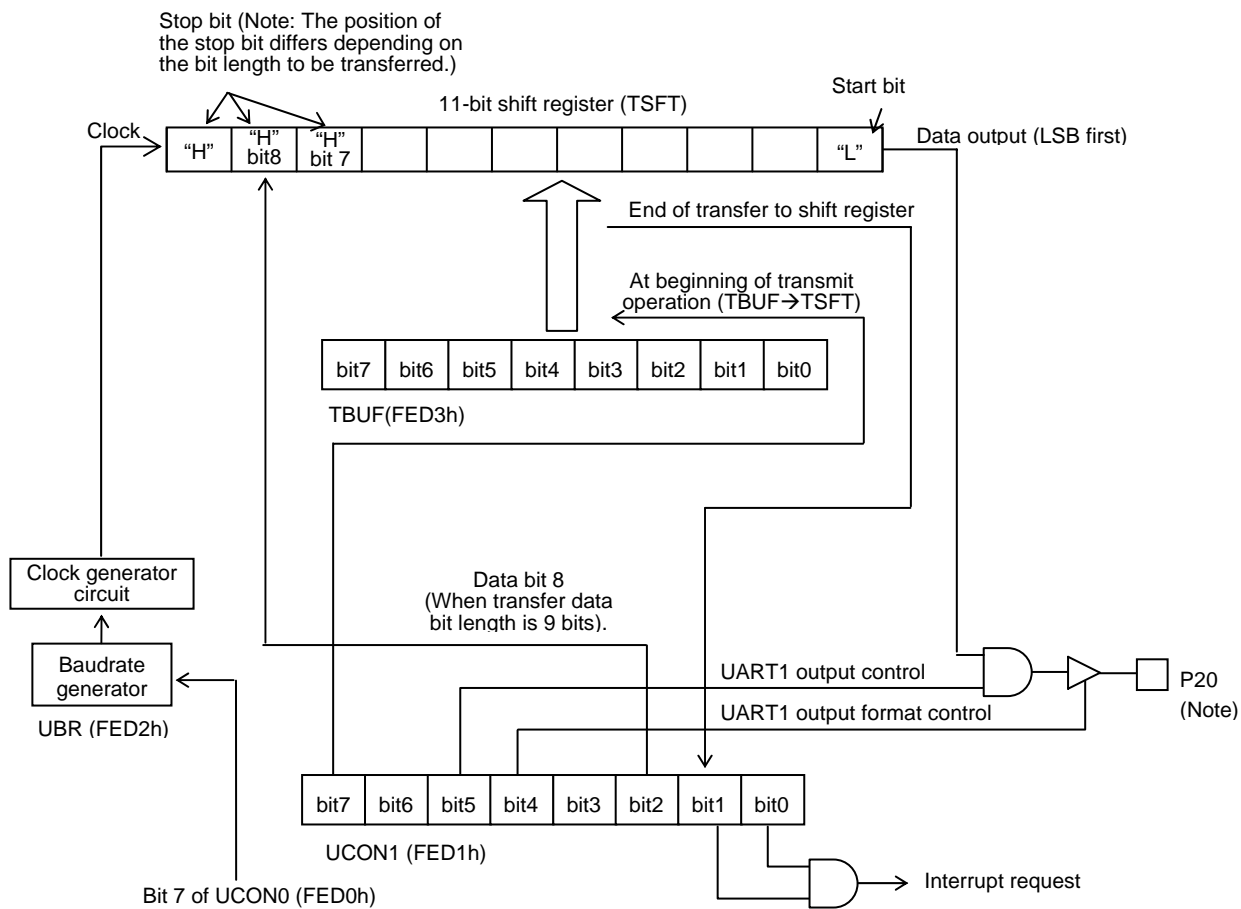 Stop bit (Note: The position of
the stop bit differs depending on
the bit length to be transferred.)
Start bit
11-bit shift register (TSFT)
Clock
Data output (LSB first)
“H”
“H”
bit8
“H”
bit 7
“L”
End of transfer to shift register
At beginning of transmit
operation (TBUF→TSFT)
bit7 bit6 bit5 bit4 bit3 bit2 bit1 bit0
TBUF(FED3h)
Clock generator
circuit
Data bit 8
(When transfer data
bit length is 9 bits).
Baudrate
generator
UBR (FED2h)
UART1 output control
UART1 output format control
P20
(Note)
bit7 bit6 bit5 bit4 bit3 bit2 bit1 bit0
UCON1 (FED1h)
Bit 7 of UCON0 (FED0h)
Interrupt request